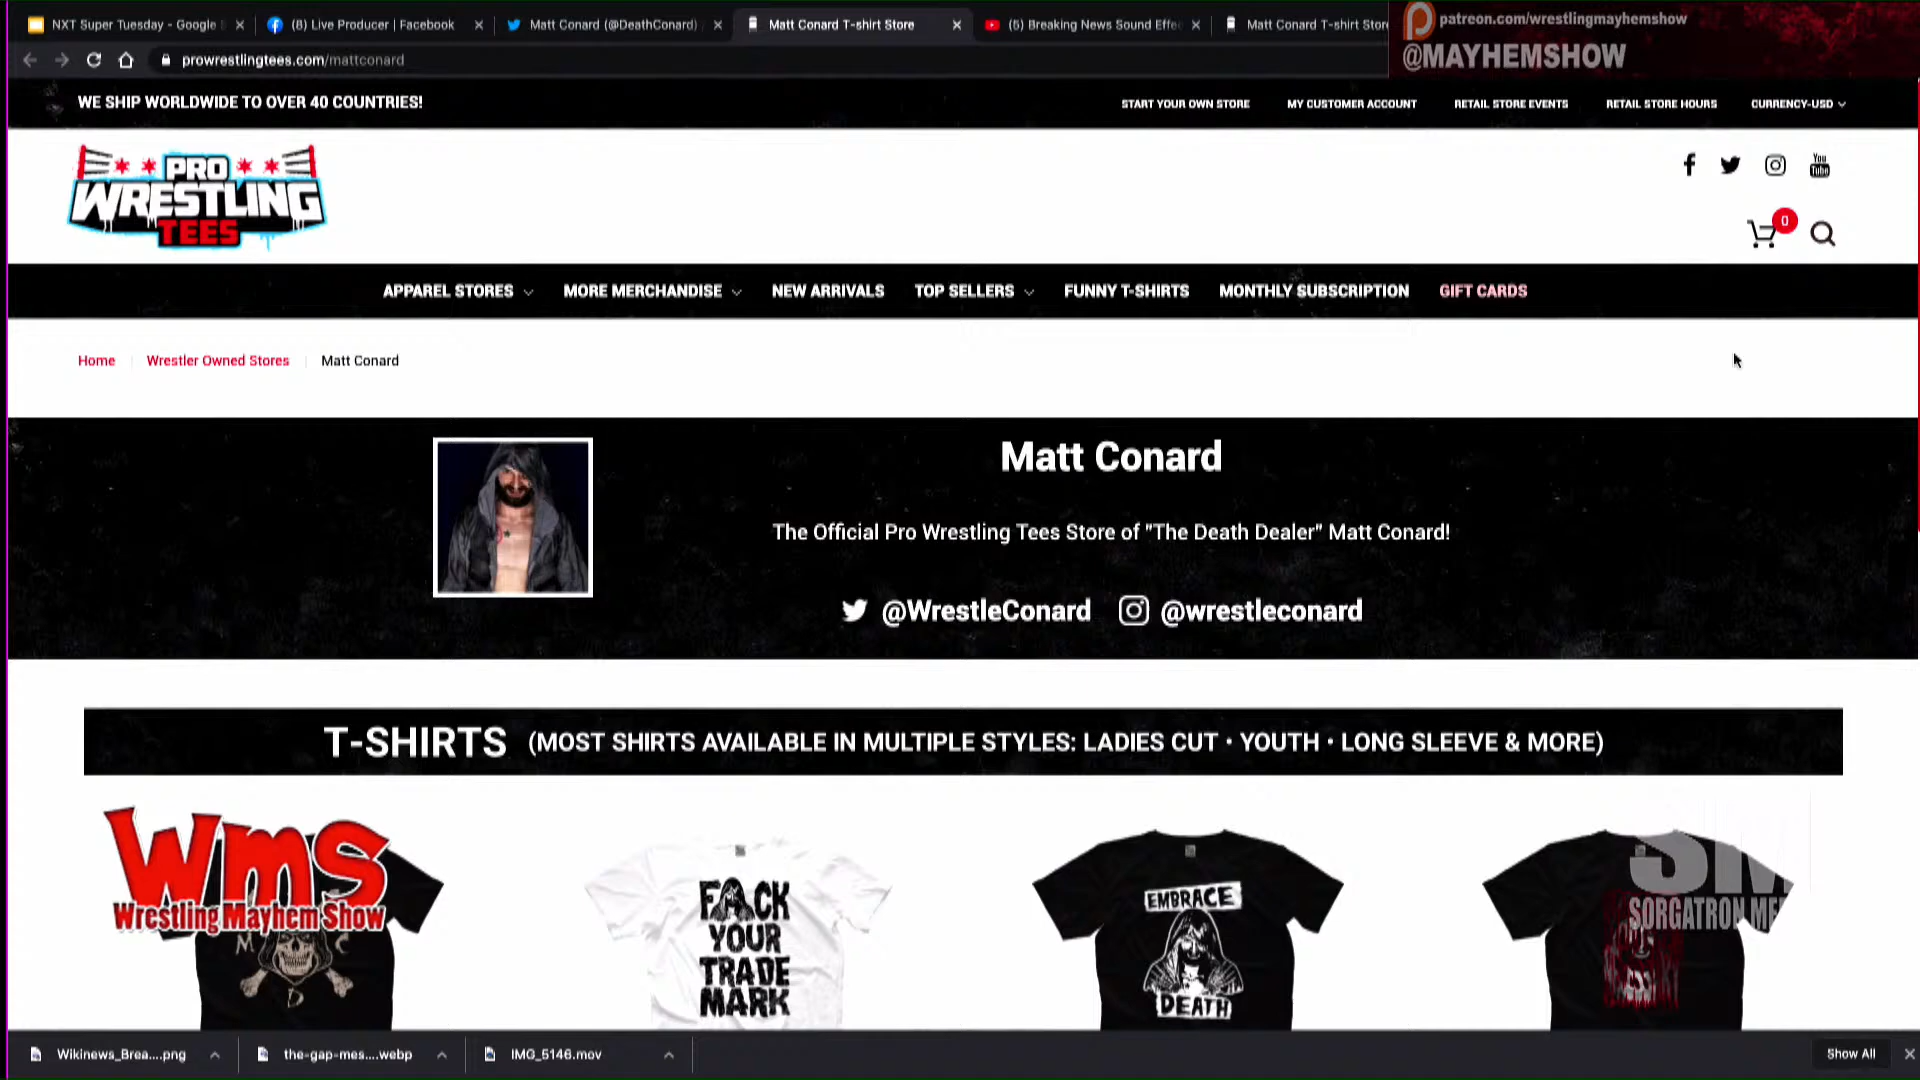 NXT Super Tuesday - Google
(8) Live Producer | Facebook
Matt Conard (@DeathConard)
Matt Conard T-shirt Store
(5) Breaking News Sound Effe
Matt Conard T-shirt Stor
patreon.com/wrestlingmayhemshow
@MAYHEMSHOW
prowrestlingtees.com/mattconard
WE SHIP WORLDWIDE TO OVER 40 COUNTRIES!
START YOUR OWN STORE
MY CUSTOMER ACCOUNT
RETAIL STORE EVENTS
RETAIL STORE HOURS
CURRENCY-USD
PRO
WRESTLING
TEES
You
Tube
0
APPAREL STORES
MORE MERCHANDISE
NEW ARRIVALS
TOP SELLERS
FUNNY T-SHIRTS
MONTHLY SUBSCRIPTION
GIFT CARDS
Home
Wrestler Owned Stores
Matt Conard
Matt Conard
The Official Pro Wrestling Tees Store of "The Death Dealer" Matt Conard!
@WrestleConard
@wrestleconard
T-SHIRTS (MOST SHIRTS AVAILABLE IN MULTIPLE STYLES: LADIES CUT • YOUTH • LONG SLEEVE & MORE)
WMS
Wrestling Mayhem Show
M C
D
F CK
YOUR
TRADE
MARK
EMBRACE
DEATH
SM
SORGATRON ME
Wikinews_Brea....png
the-gap-mes....webp
IMG_5146.mov
Show All